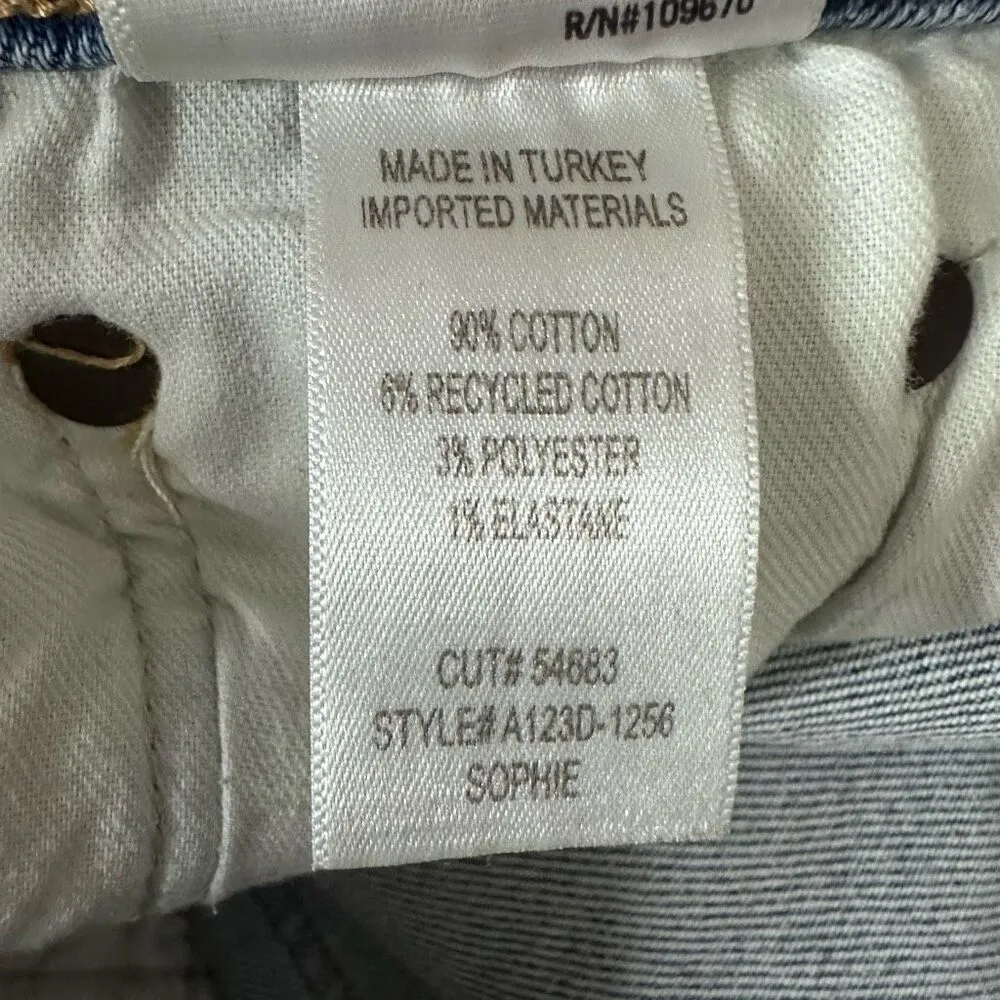 R/N#109670
MADE IN TURKEY
IMPORTED MATERIALS
90% COTTON
6% RECYCLED COTTON
3% POLYESTER
1% ELASTANE
CUT# 54683
STYLE# A123D-1256
SOPHIE